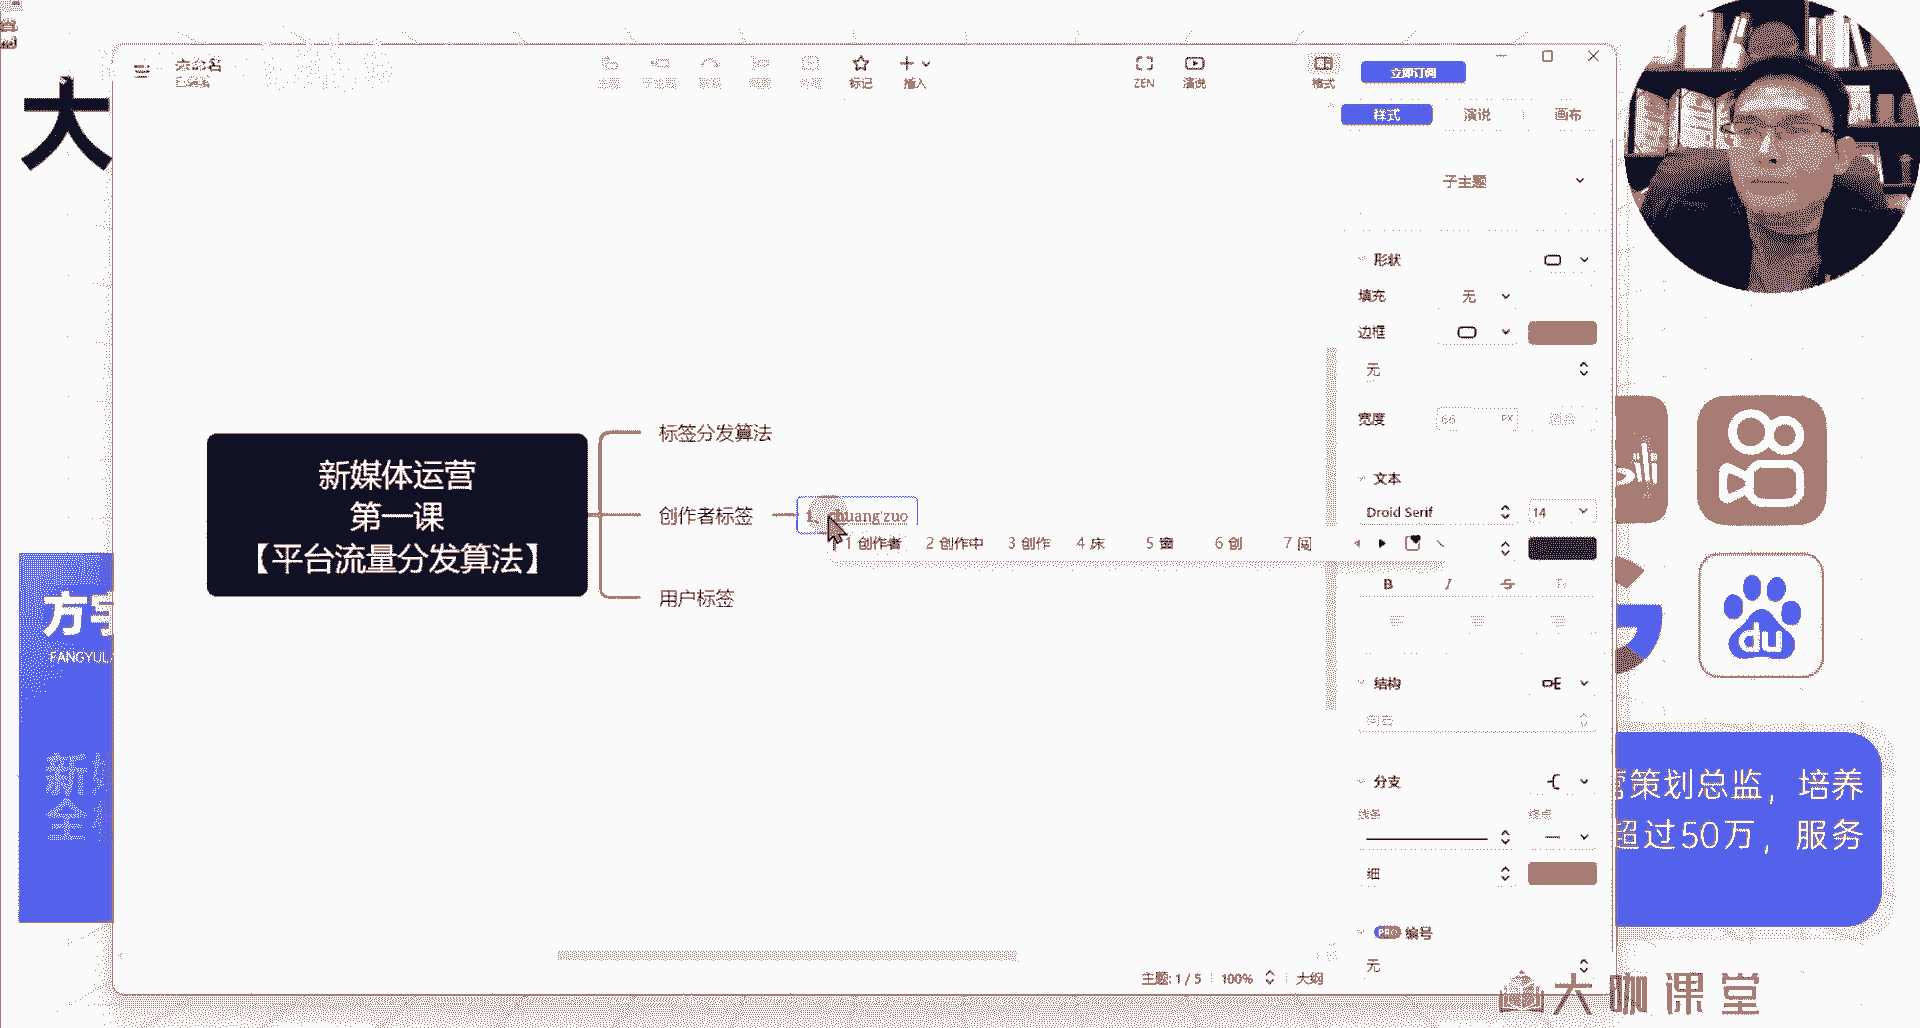 大
未命名
标记
插入
ZEN
演说
格式
立即订阅
样式
演说
画布
子主题
形状
填充
无
边框
无
宽度
66
PX
文本
Droid Serif
14
B
I
S
结构
向右
分支
线条
终点
细
PRO 编号
无
标签分发算法
新媒体运营
第一课
【平台流量分发算法】
创作者标签
1、chuang'zuo
1 创作者 2 创作中 3 创作 4 床 5 窗 6 创 7 闯
用户标签
主题: 1 / 5
100%
大纲
FANGYUL
du
策划总监，培养
超过50万，服务
大咖课堂